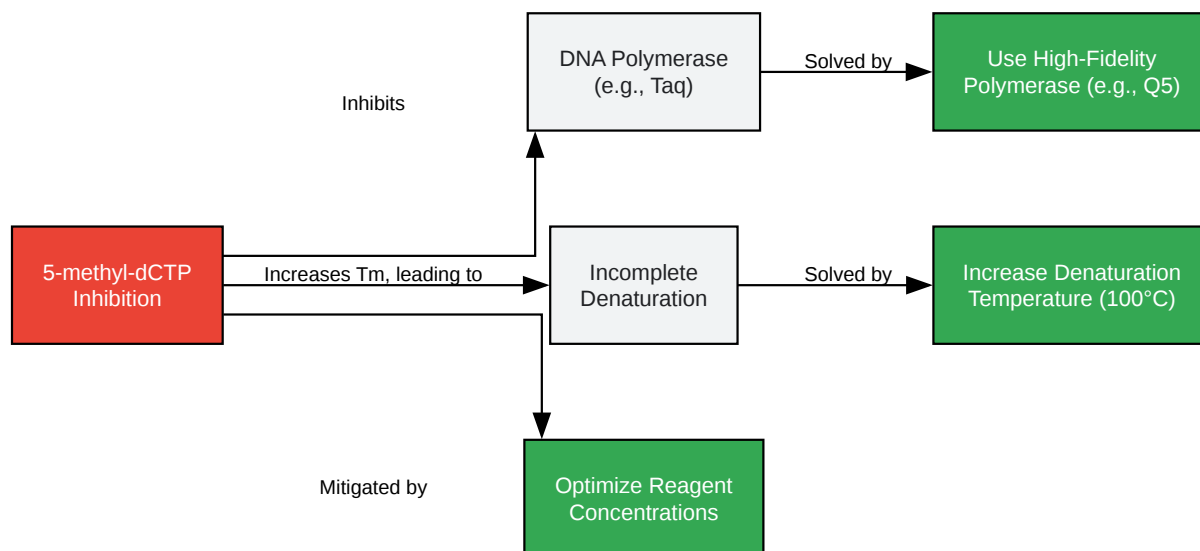 DNA Polymerase
(e.g., Taq)
Solved by
Use High-Fidelity
Polymerase (e.g., Q5)
Inhibits
5-methyl-dCTP
Inhibition
Increases Tm, leading to
Incomplete
Denaturation
Solved by
Increase Denaturation
Temperature (100°C)
Mitigated by
Optimize Reagent
Concentrations